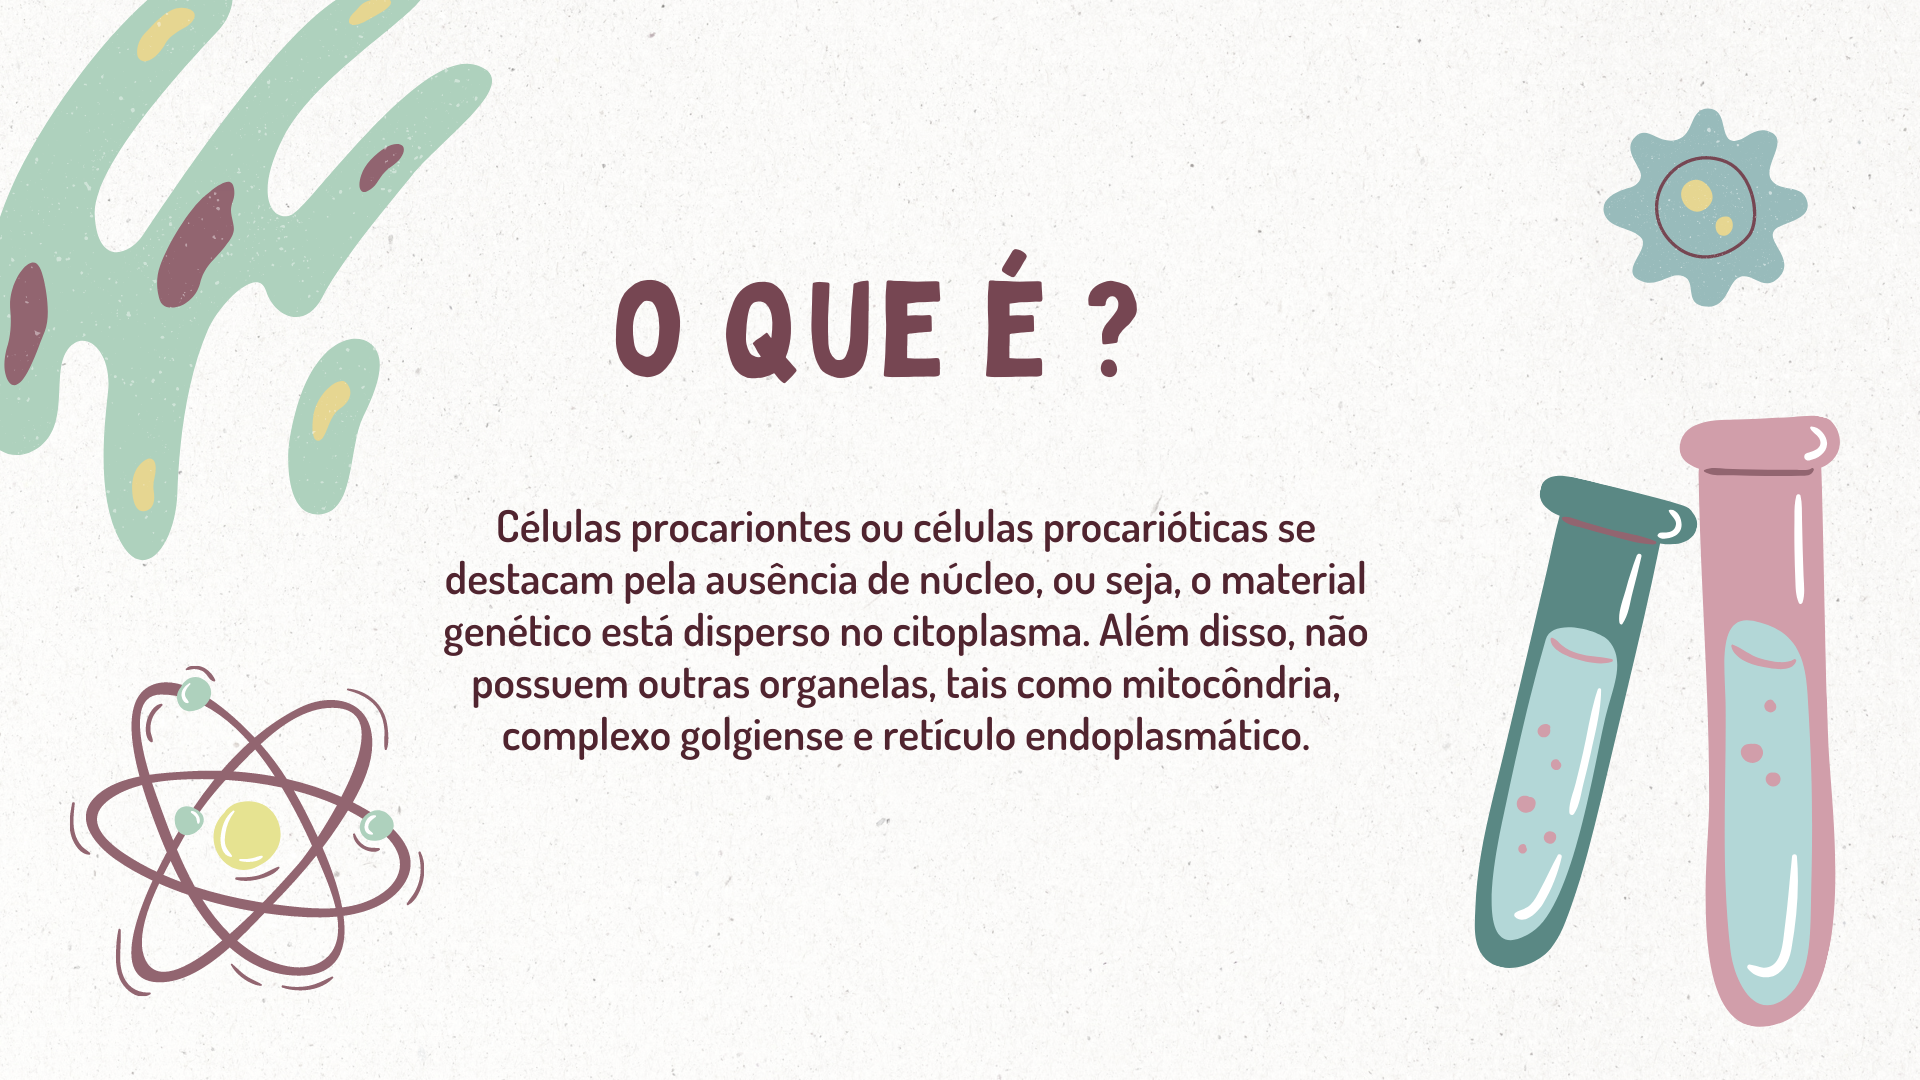 O QUE É ?
Células procariontes ou células procarióticas se
destacam pela ausência de núcleo, ou seja, o material
genético está disperso no citoplasma. Além disso, não
possuem outras organelas, tais como mitocôndria,
complexo golgiense e retículo endoplasmático.